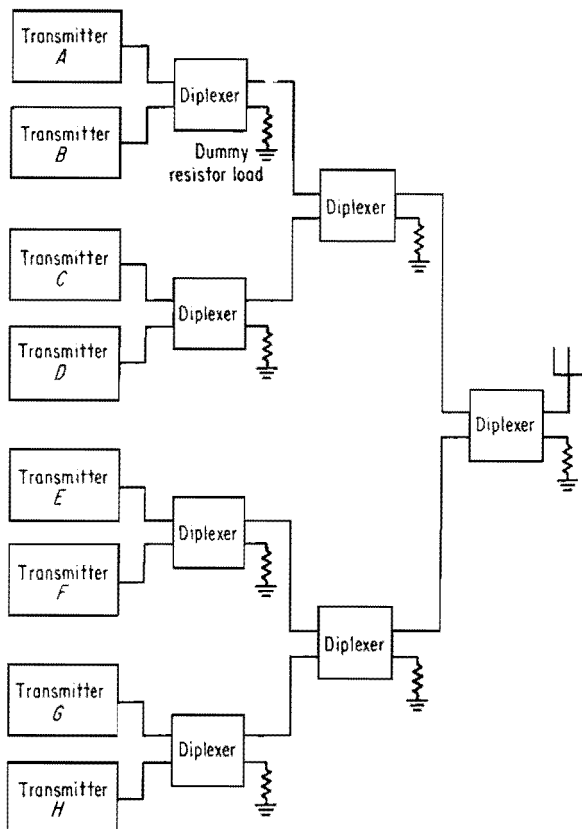 Transmitter
A
Diplexer
Transmitter
B
Dummy
resistor load
Diplexer
Transmitter
C
Diplexer
Transmitter
D
Diplexer
Transmitter
E
Diplexer
Transmitter
F
Diplexer
Transmitter
G
Diplexer
Transmitter
H